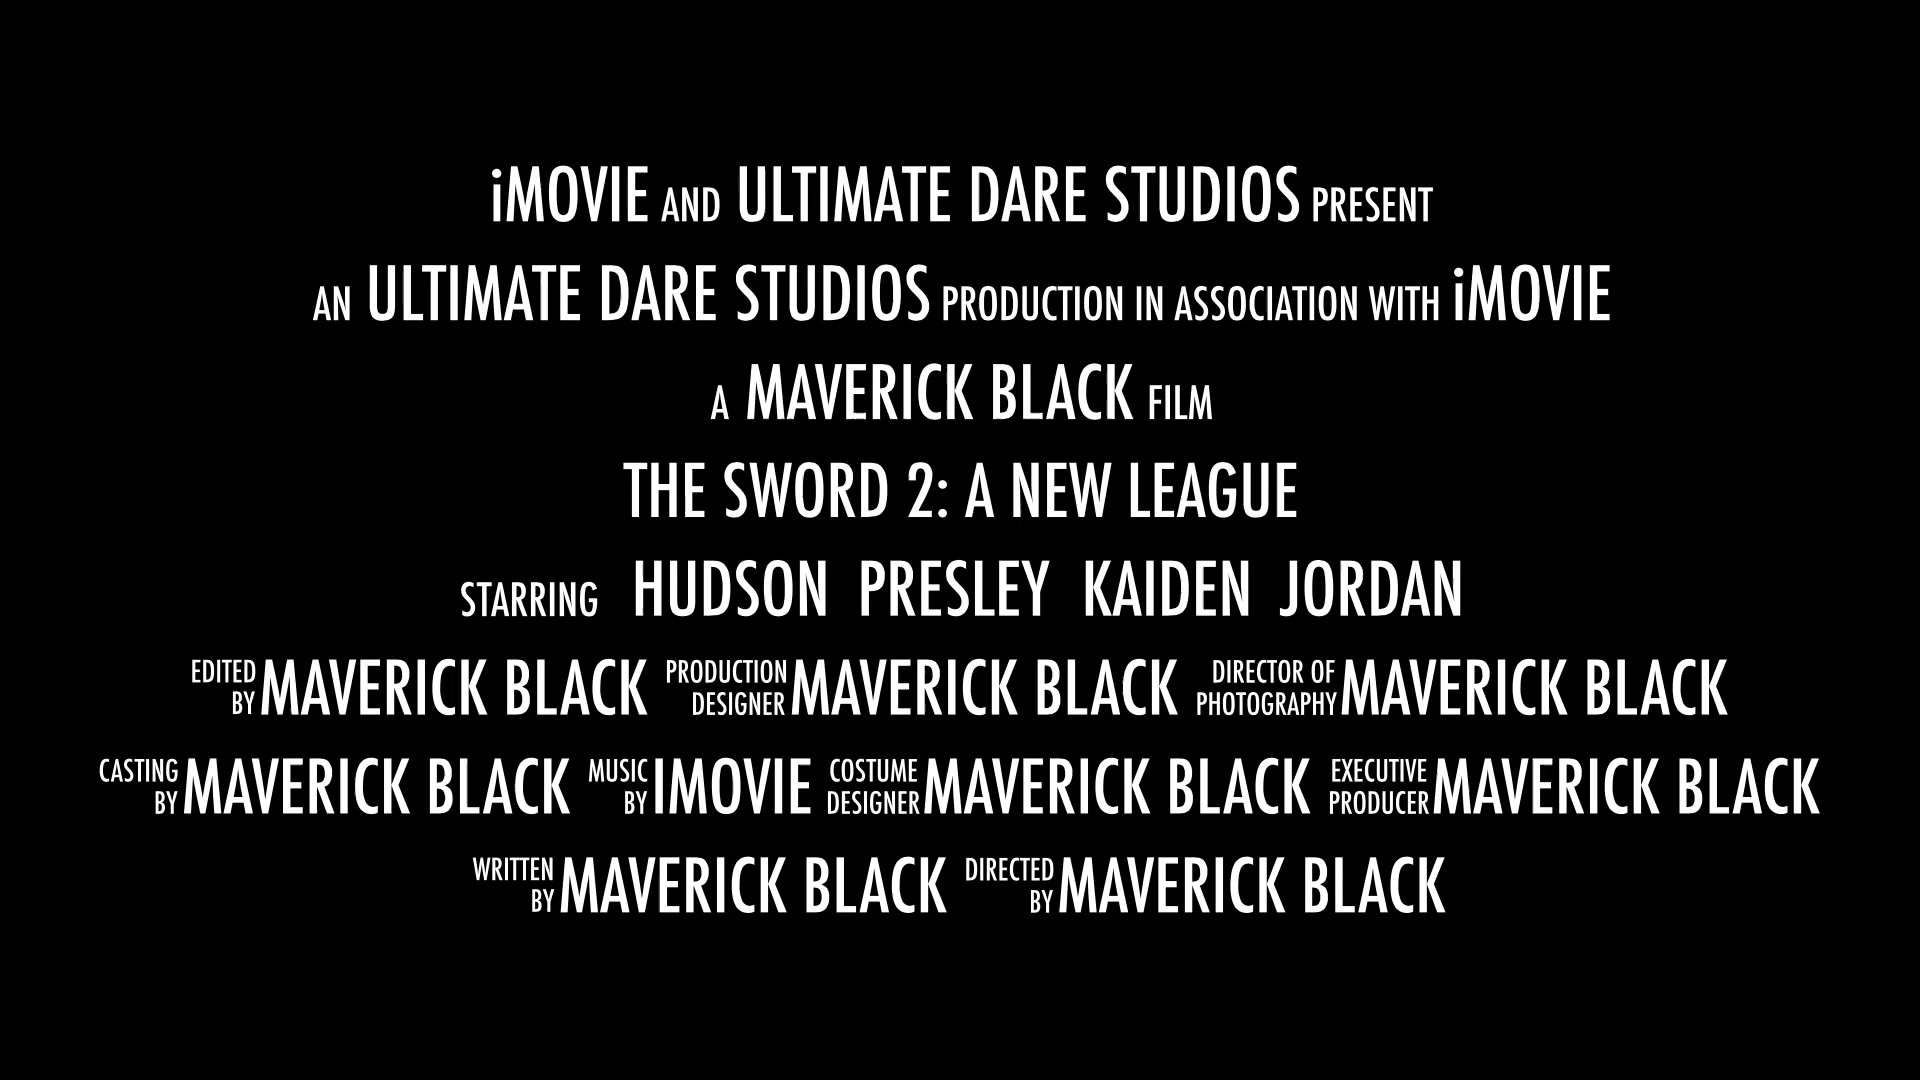 iMOVIE AND ULTIMATE DARE STUDIOS PRESENT
AN ULTIMATE DARE STUDIOS PRODUCTION IN ASSOCIATION WITH iMOVIE
A MAVERICK BLACK FILM
THE SWORD 2: A NEW LEAGUE
STARRING HUDSON PRESLEY KAIDEN JORDAN
EDITED BY MAVERICK BLACK PRODUCTION DESIGNER MAVERICK BLACK DIRECTOR OF PHOTOGRAPHY MAVERICK BLACK
CASTING BY MAVERICK BLACK MUSIC BY IMOVIE COSTUME DESIGNER MAVERICK BLACK EXECUTIVE PRODUCER MAVERICK BLACK
WRITTEN BY MAVERICK BLACK DIRECTED BY MAVERICK BLACK